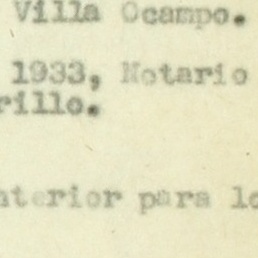 Villa Ocampo.
1933, Notario
rillo.
nterior para lo